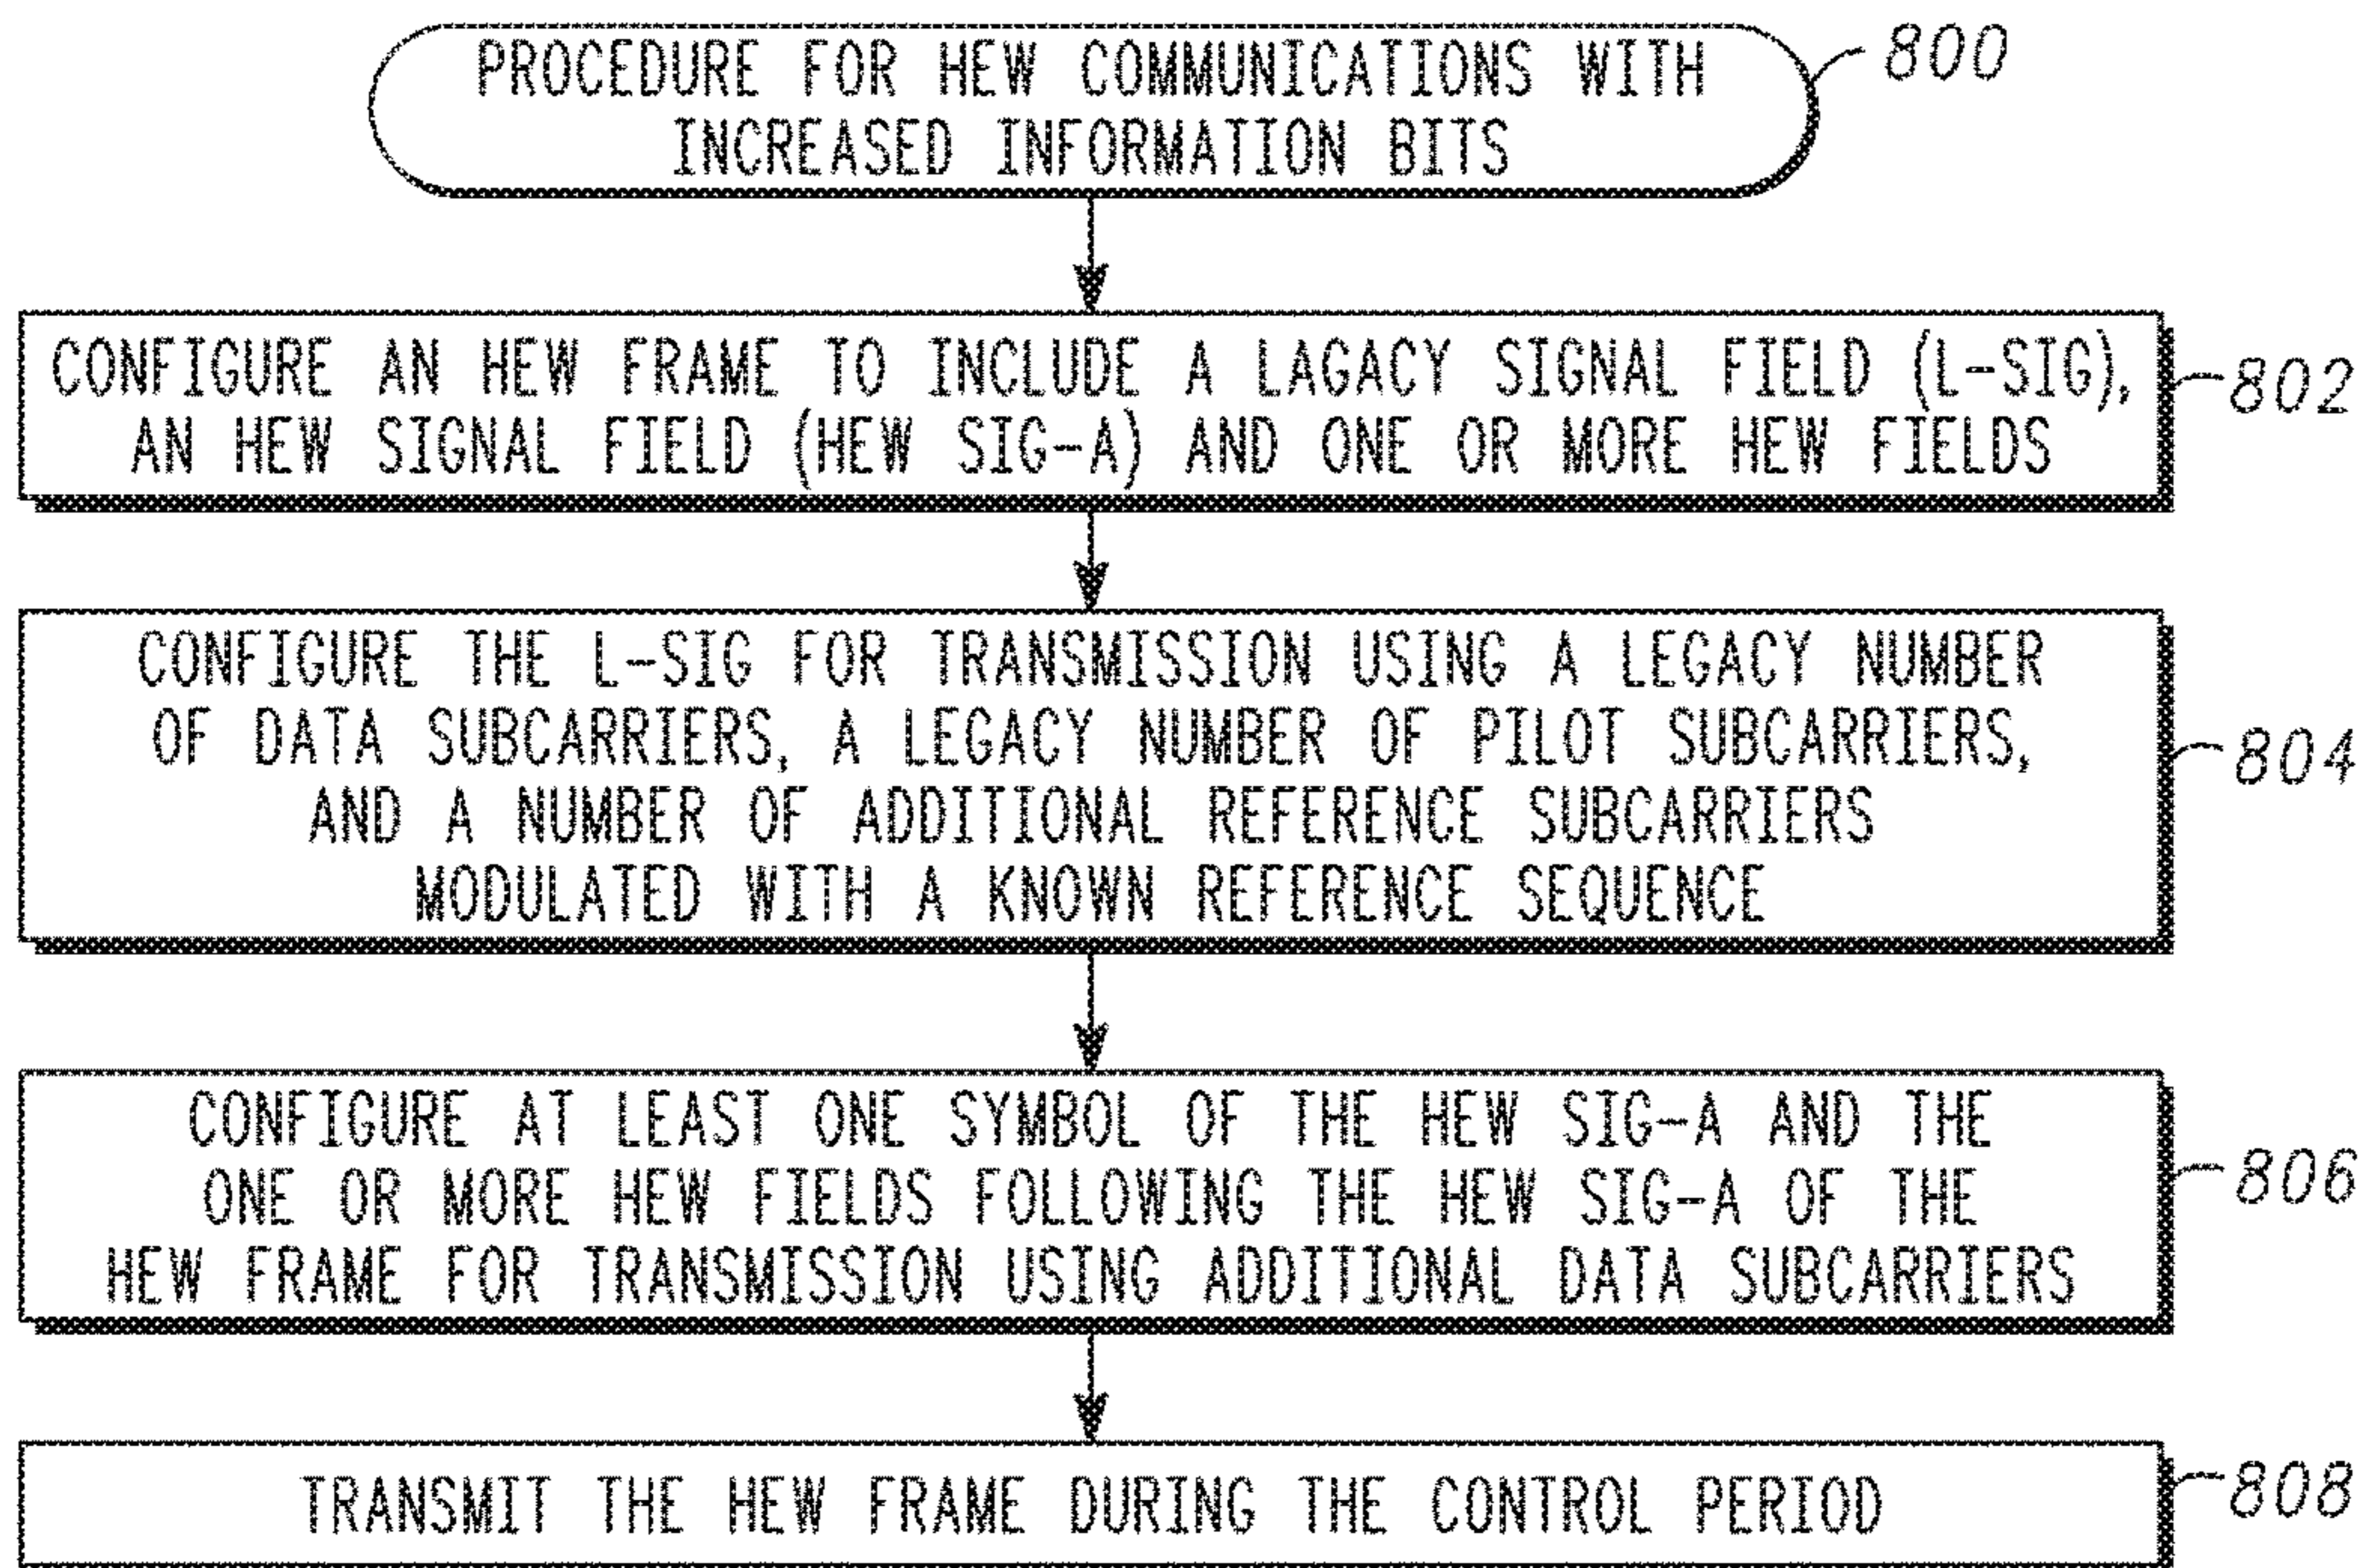 PROCEDURE FOR HEW COMMUNICATIONS WITH
INCREASED INFORMATION BITS
800
CONFIGURE AN HEW FRAME TO INCLUDE A LAGACY SIGNAL FIELD (L-SIG),
AN HEW SIGNAL FIELD (HEW SIG-A) AND ONE OR MORE HEW FIELDS
802
CONFIGURE THE L-SIG FOR TRANSMISSION USING A LEGACY NUMBER
OF DATA SUBCARRIERS, A LEGACY NUMBER OF PILOT SUBCARRIERS,
AND A NUMBER OF ADDITIONAL REFERENCE SUBCARRIERS
MODULATED WITH A KNOWN REFERENCE SEQUENCE
804
CONFIGURE AT LEAST ONE SYMBOL OF THE HEW SIG-A AND THE
ONE OR MORE HEW FIELDS FOLLOWING THE HEW SIG-A OF THE
HEW FRAME FOR TRANSMISSION USING ADDITIONAL DATA SUBCARRIERS
806
TRANSMIT THE HEW FRAME DURING THE CONTROL PERIOD
808